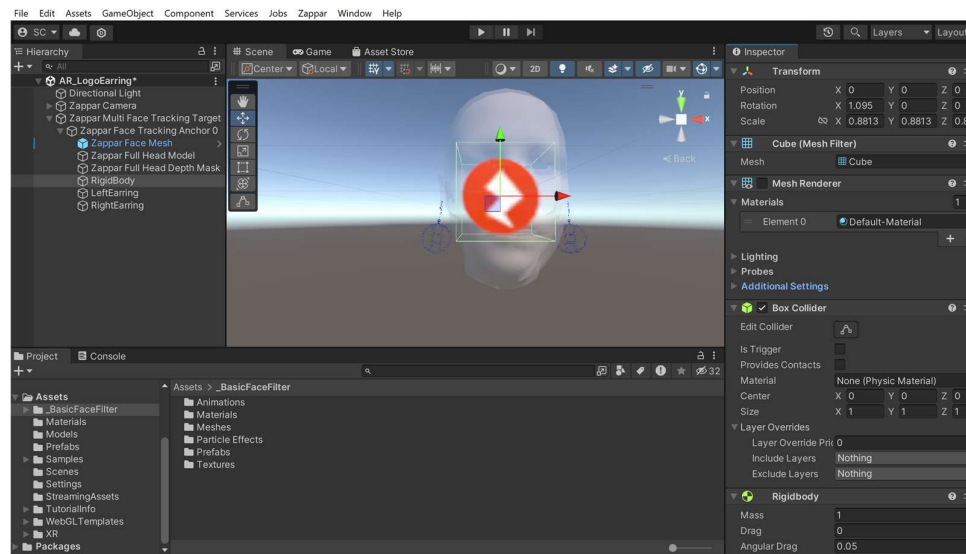 File Edit Assets GameObject Component Services Jobs Zappar Window Help
SC Layers Layout
Hierarchy
All
AR_LogoEarring*
Directional Light
Zappar Camera
Zappar Multi Face Tracking Target
Zappar Face Tracking Anchor 0
Zappar Face Mesh
Zappar Full Head Model
Zappar Full Head Depth Mask
RigidBody
LeftEarring
RightEarring
Scene Game Asset Store
Center Local 2D
y
x
Back
Inspector
Transform
Position X 0 Y 0 Z 0
Rotation X 1.095 Y 0 Z 0
Scale X 0.8813 Y 0.8813 Z 0.8
Cube (Mesh Filter)
Mesh Cube
Mesh Renderer
Materials 1
Element 0 Default-Material
Lighting
Probes
Additional Settings
Box Collider
Edit Collider
Is Trigger
Provides Contacts
Material None (Physic Material)
Center X 0 Y 0 Z 0
Size X 1 Y 1 Z 1
Layer Overrides
Layer Override Pric 0
Include Layers Nothing
Exclude Layers Nothing
Rigidbody
Mass 1
Drag 0
Angular Drag 0.05
Project Console
32
Assets
_BasicFaceFilter
Materials
Models
Prefabs
Samples
Scenes
Settings
StreamingAssets
TutorialInfo
WebGLTemplates
XR
Packages
Assets > _BasicFaceFilter
Animations
Materials
Meshes
Particle Effects
Prefabs
Textures